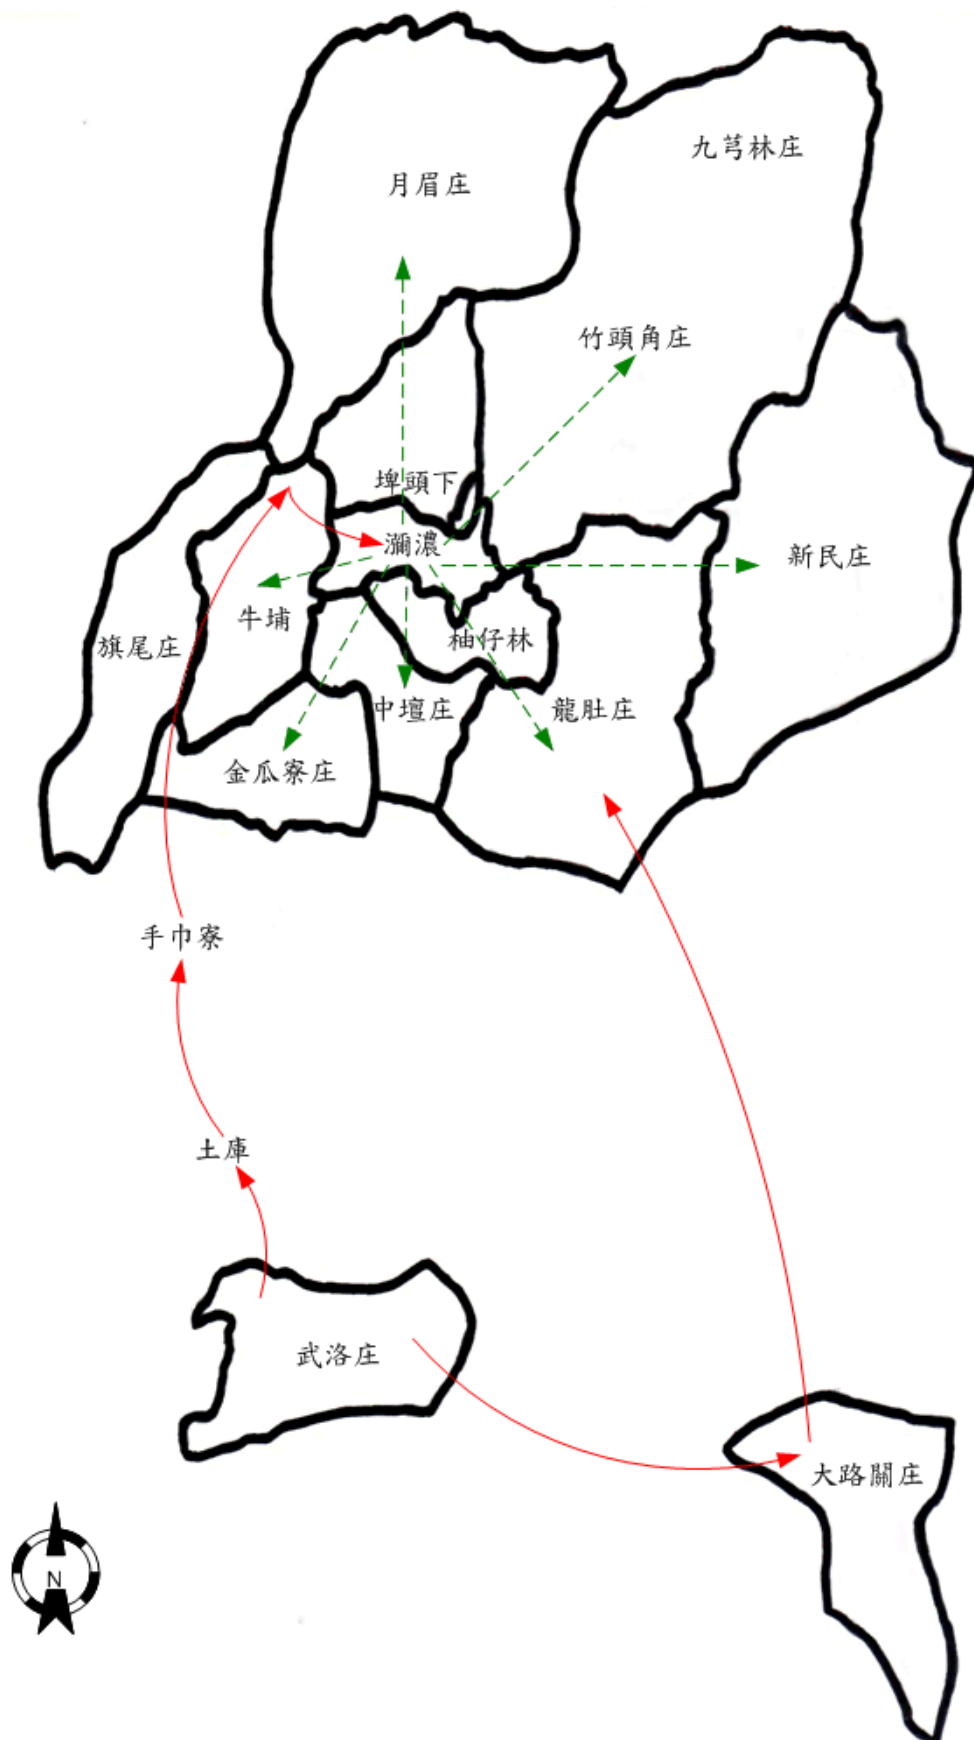 九芎林庄
月眉庄
竹頭角庄
埤頭下
瀰濃
新民庄
牛埔
旗尾庄
柚仔林
中壇庄
龍肚庄
金瓜寮庄
手巾寮
土庫
武洛庄
大路關庄
N